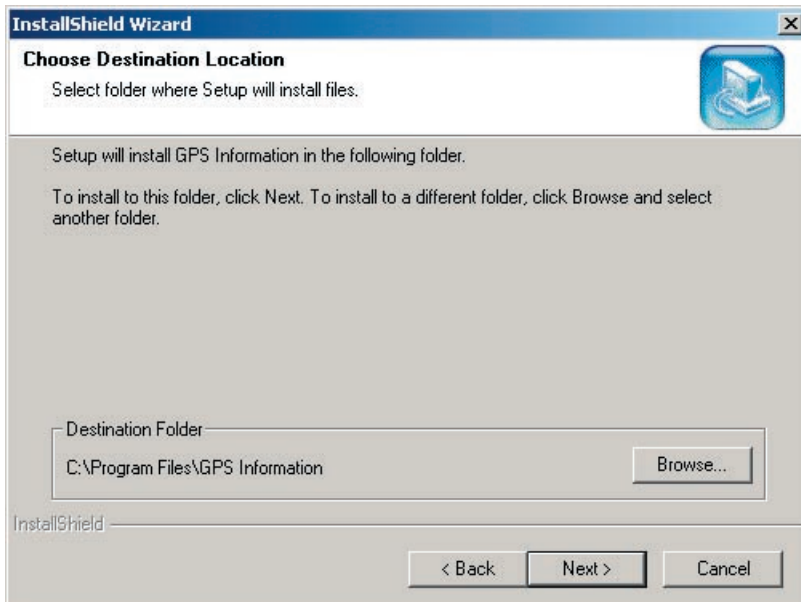 InstallShield Wizard
Choose Destination Location
Select folder where Setup will install files.
Setup will install GPS Information in the following folder.
To install to this folder, click Next. To install to a different folder, click Browse and select
another folder.
Destination Folder
C:\Program Files\GPS Information
Browse...
InstallShield
< Back
Next >
Cancel